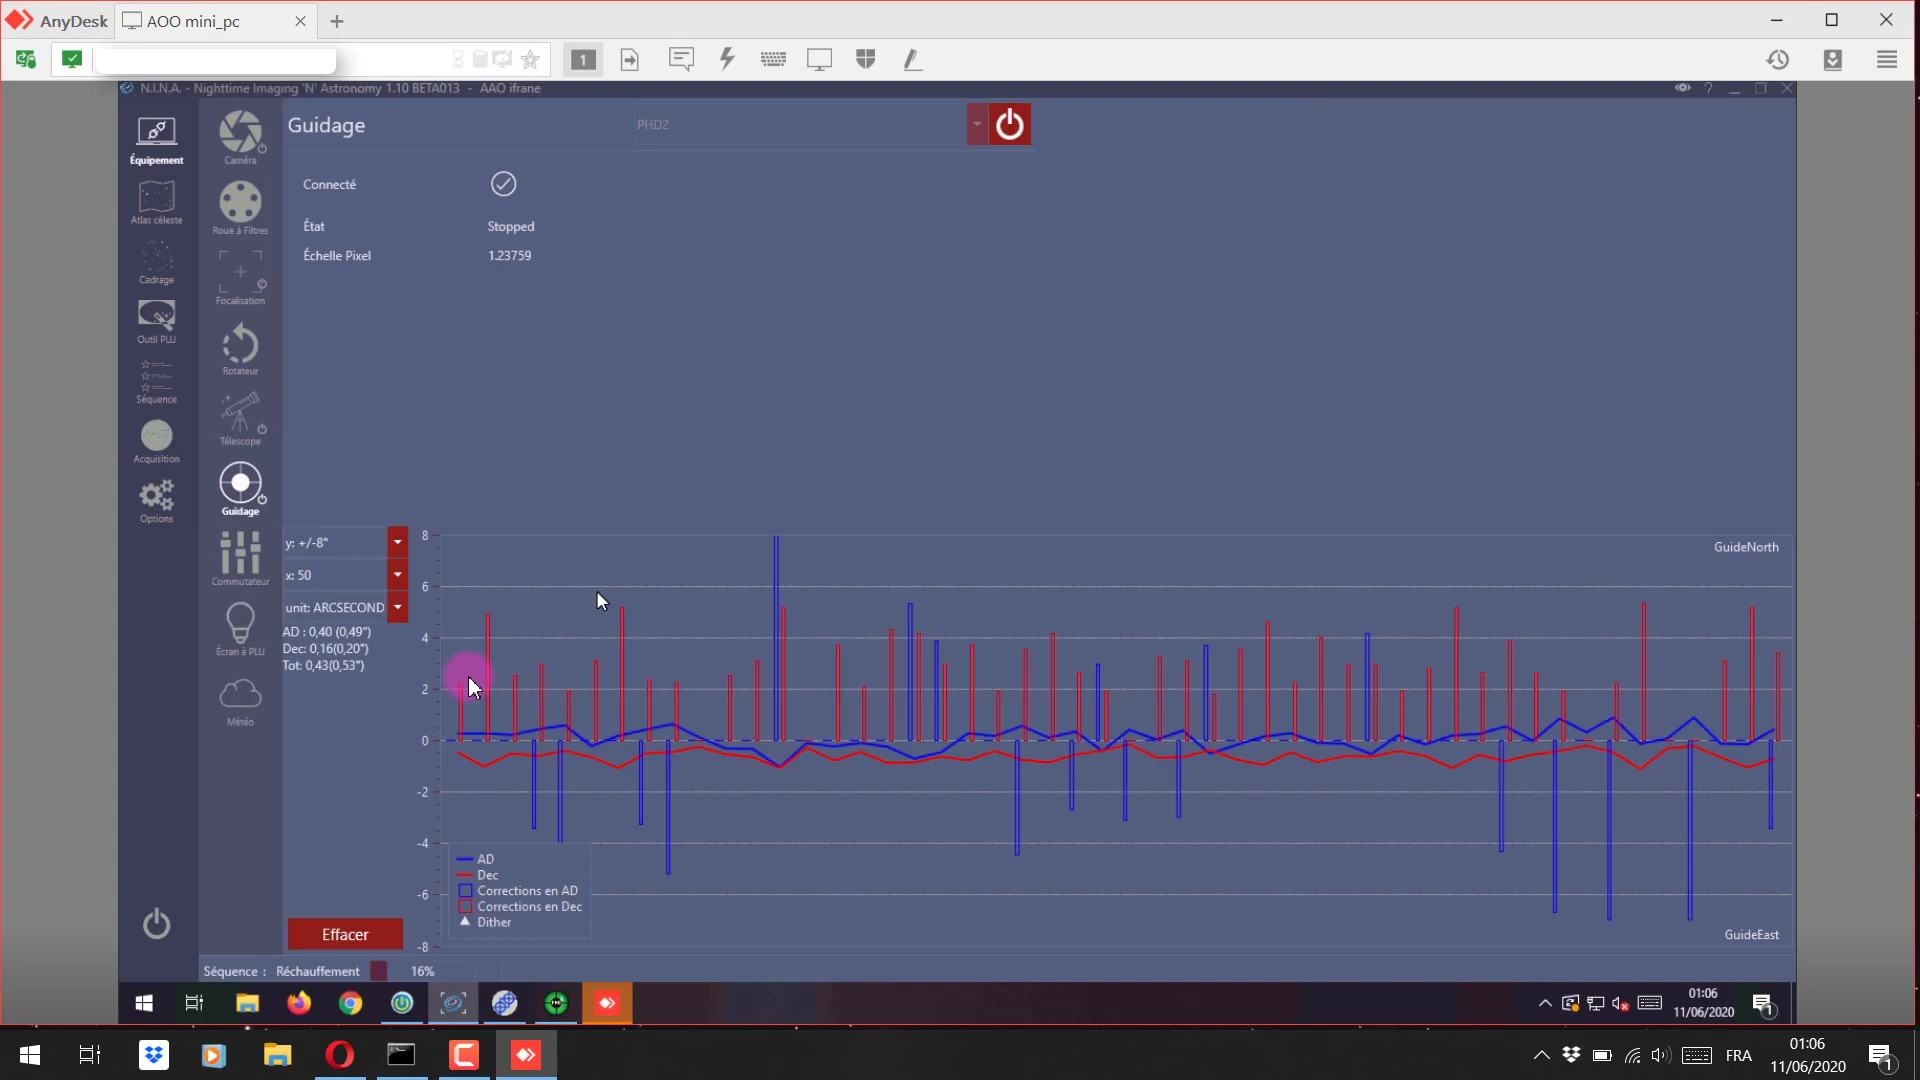 AnyDesk
AOO mini_pc
1
N.I.N.A. - Nighttime Imaging 'N' Astronomy 1.10 BETA013 - AAO ifrane
Équipement
Atlas céleste
Cadrage
Outil PLU
Séquence
Acquisition
Options
Caméra
Roue à Filtres
Focalisation
Rotateur
Télescope
Guidage
Commutateur
Écran à PLU
Météo
Guidage
PHD2
Connecté
État
Stopped
Échelle Pixel
1.23759
y: +/-8"
x: 50
unit: ARCSECOND
AD : 0,40 (0,49")
Dec: 0,16(0,20")
Tot: 0,43(0,53")
8
6
4
2
0
-2
-4
-6
-8
GuideNorth
GuideEast
AD
Dec
Corrections en AD
Corrections en Dec
Dither
Effacer
Séquence : Réchauffement 16%
01:06
11/06/2020
1
FRA
01:06
11/06/2020
1